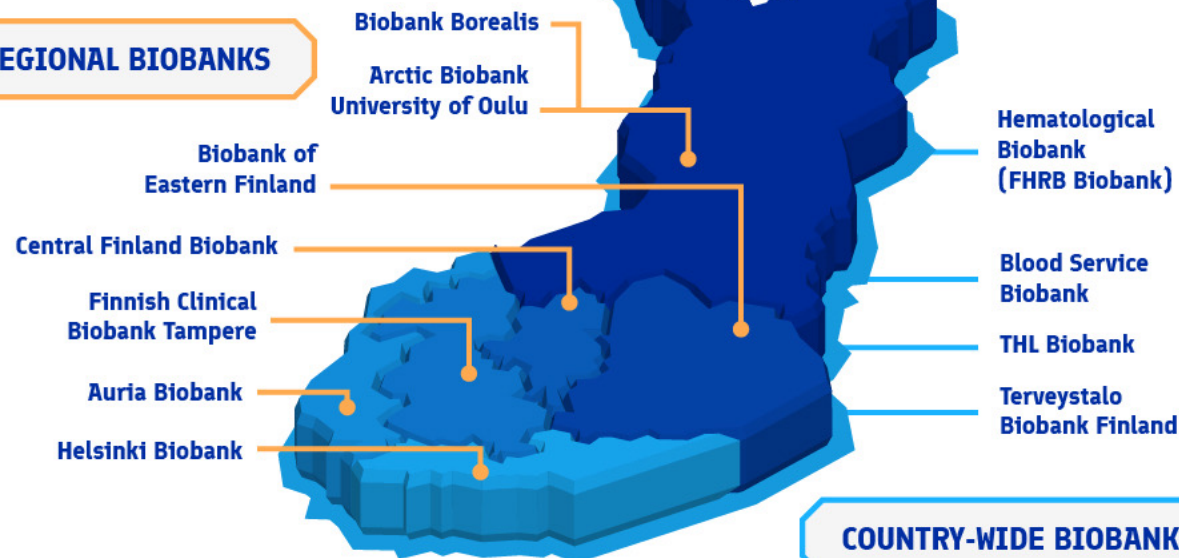 EGIONAL BIOBANKS
Biobank Borealis
Arctic Biobank
University of Oulu
Biobank of
Eastern Finland
Central Finland Biobank
Finnish Clinical
Biobank Tampere
Auria Biobank
Helsinki Biobank
Hematological
Biobank
(FHRB Biobank)
Blood Service
Biobank
THL Biobank
Terveystalo
Biobank Finland
COUNTRY-WIDE BIOBANK